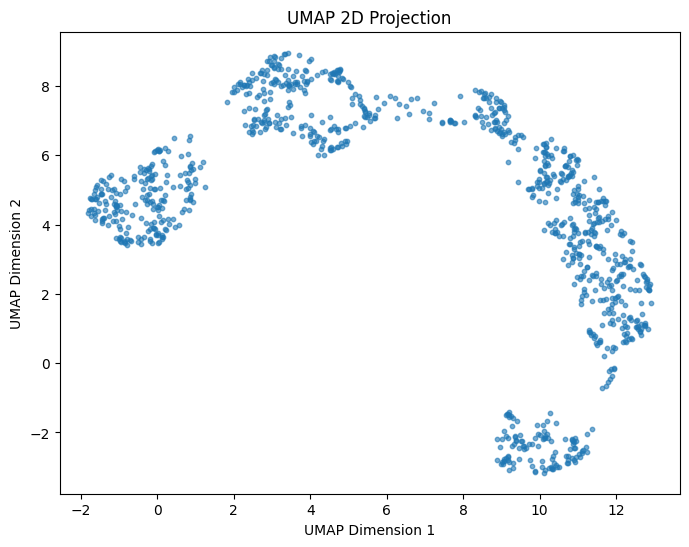 UMAP 2D Projection
UMAP Dimension 2
8
6
4
2
0
−2
−2 0 2 4 6 8 10 12
UMAP Dimension 1